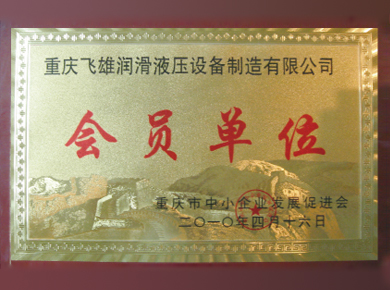 重庆飞雄润滑液压设备制造有限公司
会员单位
重庆市中小企业发展促进会
二〇一〇年四月十六日